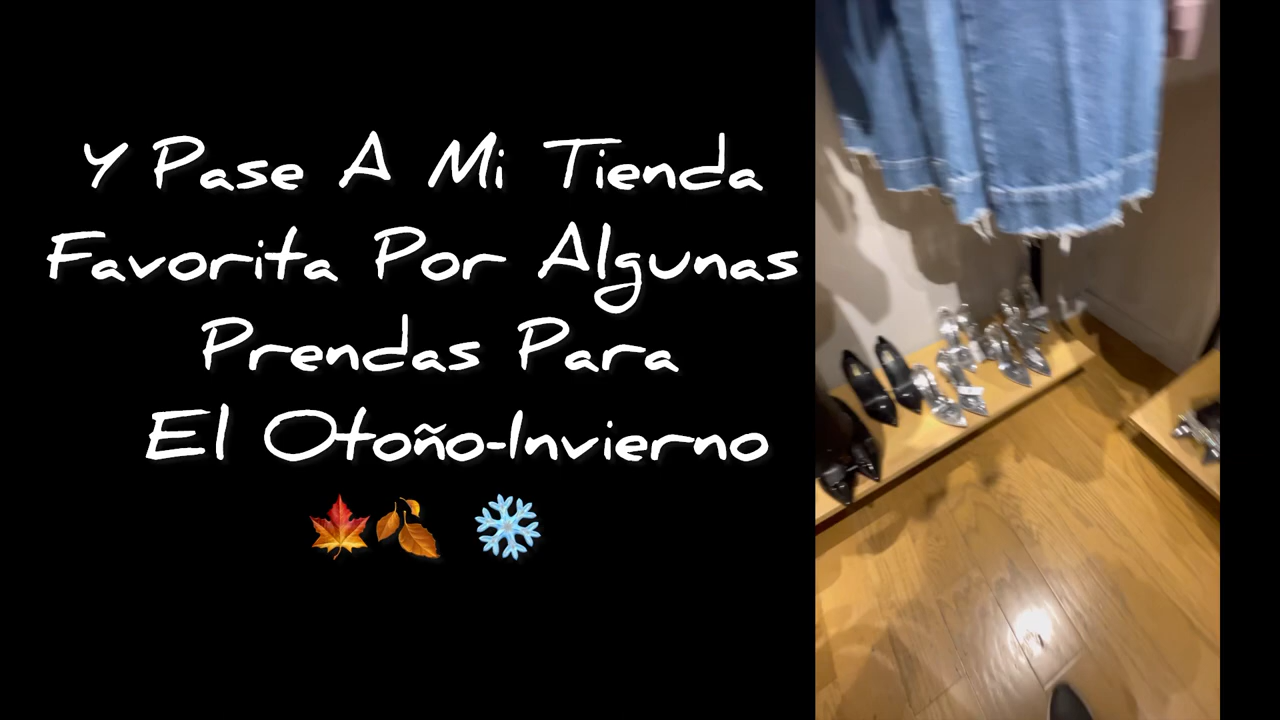 Y Pase A Mi Tienda
Favorita Por Algunas
Prendas Para
El Otoño-Invierno
🍁🍂 ❄️